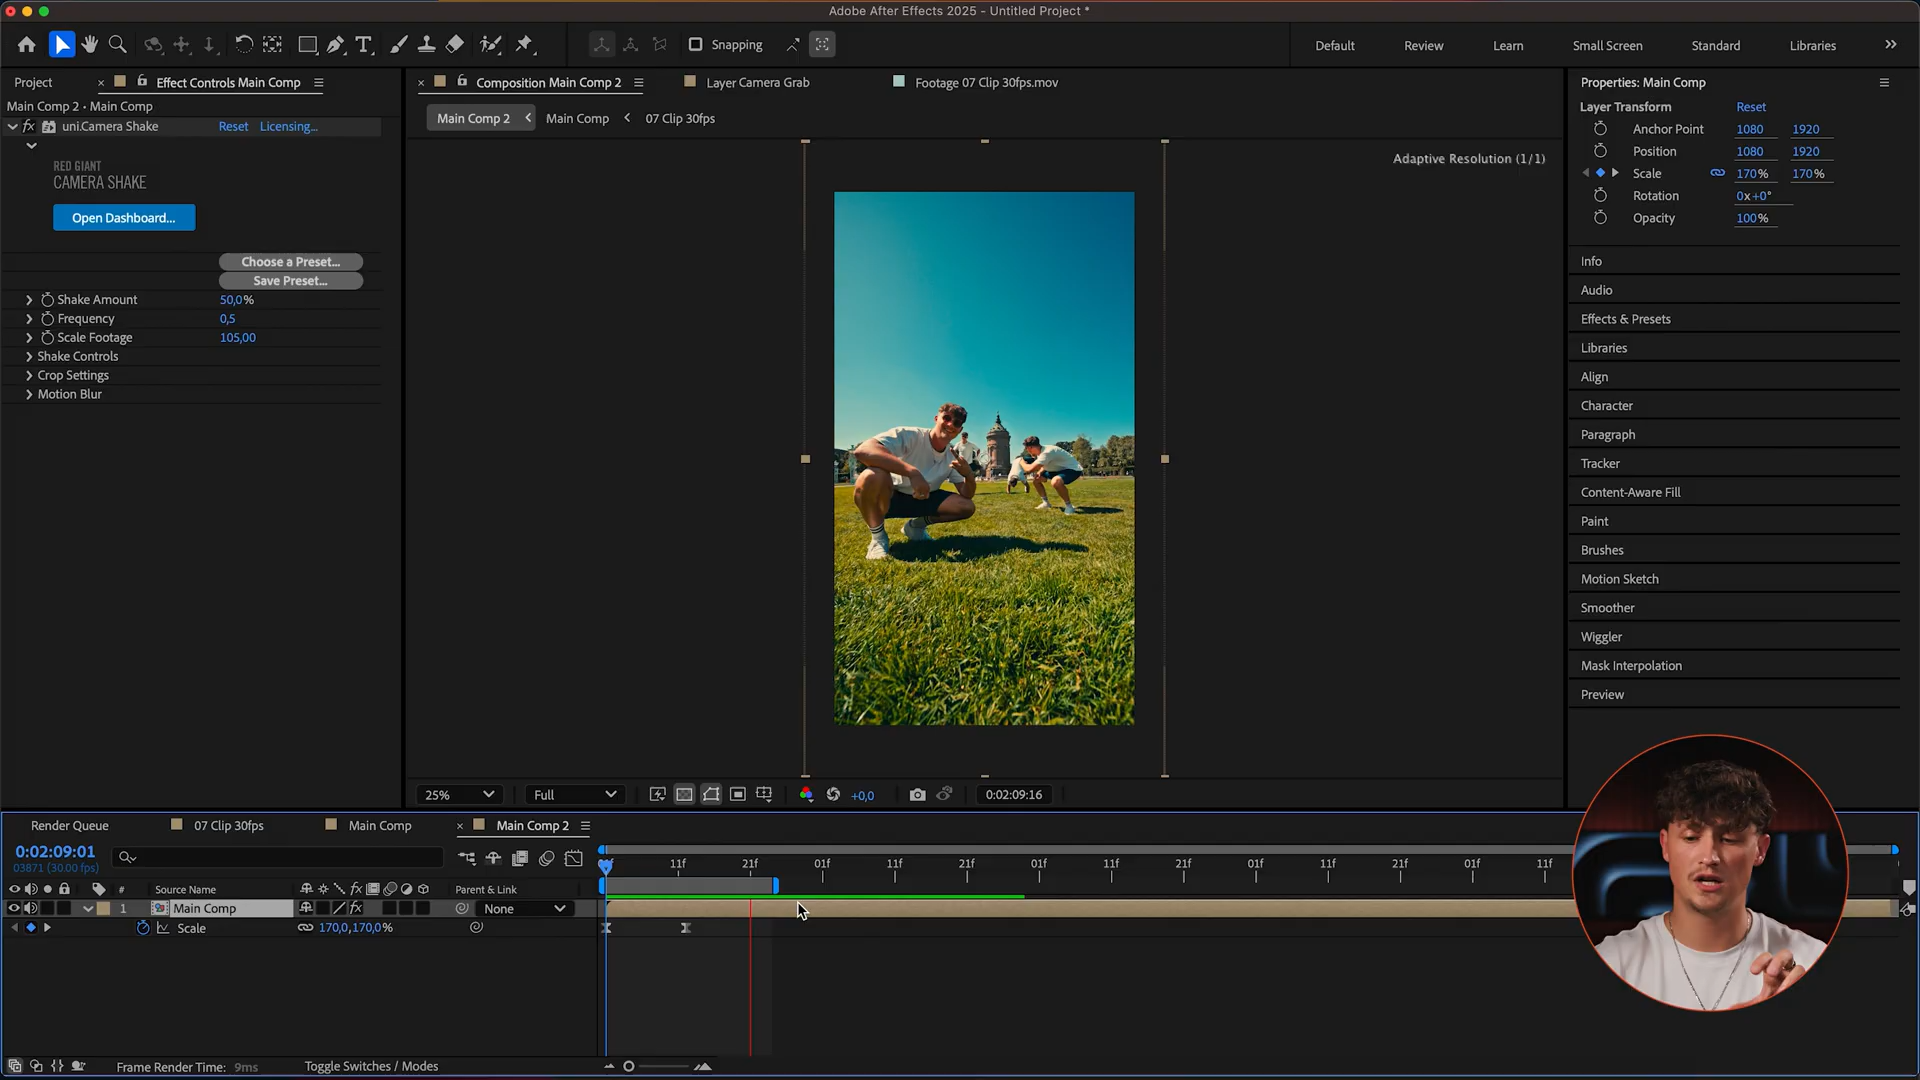 Adobe After Effects 2025 - Untitled Project *
Snapping
Default
Review
Learn
Small Screen
Standard
Libraries
Project
Effect Controls Main Comp
Main Comp 2 • Main Comp
uni.Camera Shake
Reset
Licensing...
RED GIANT
CAMERA SHAKE
Open Dashboard...
Choose a Preset...
Save Preset...
Shake Amount
50,0%
Frequency
0,5
Scale Footage
105,00
Shake Controls
Crop Settings
Motion Blur
Composition Main Comp 2
Layer Camera Grab
Footage 07 Clip 30fps.mov
Main Comp 2
Main Comp
07 Clip 30fps
Adaptive Resolution (1/1)
25%
Full
+0,0
0:02:09:16
Properties: Main Comp
Layer Transform
Reset
Anchor Point
1080
1920
Position
1080
1920
Scale
170%
170%
Rotation
0x+0°
Opacity
100%
Info
Audio
Effects & Presets
Libraries
Align
Character
Paragraph
Tracker
Content-Aware Fill
Paint
Brushes
Motion Sketch
Smoother
Wiggler
Mask Interpolation
Preview
Render Queue
07 Clip 30fps
Main Comp
Main Comp 2
0:02:09:01
03871 (30.00 fps)
11f
21f
01f
11f
21f
01f
11f
21f
01f
11f
21f
01f
11f
#
Source Name
fx
Parent & Link
1
Main Comp
fx
None
Scale
170,0,170,0%
Frame Render Time: 9ms
Toggle Switches / Modes